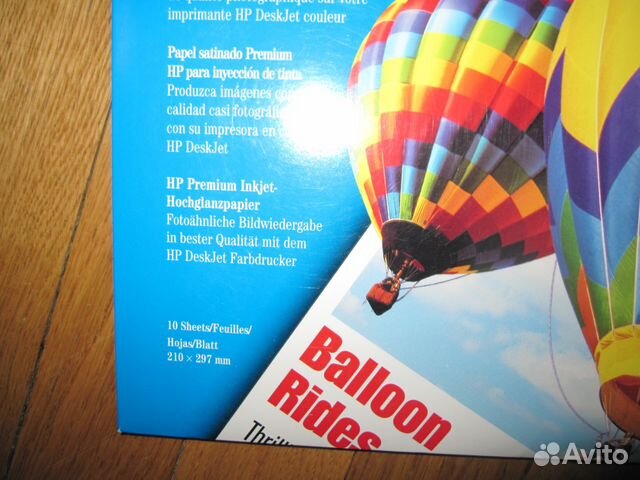 imprimante HP DeskJet couleur
Papel satinado Premium
HP para inyección de tinta
Produzca imágenes con
calidad casi
con su impresora en
HP DeskJet
HP Premium Inkjet-
Hochglanzpapier
Fotoähnliche Bildwiedergabe
in bester Qualität mit dem
HP DeskJet Farbdrucker
10 Sheets/Feuilles/
Hojas/Blatt
210 × 297 mm
Balloon
Rides
Avito